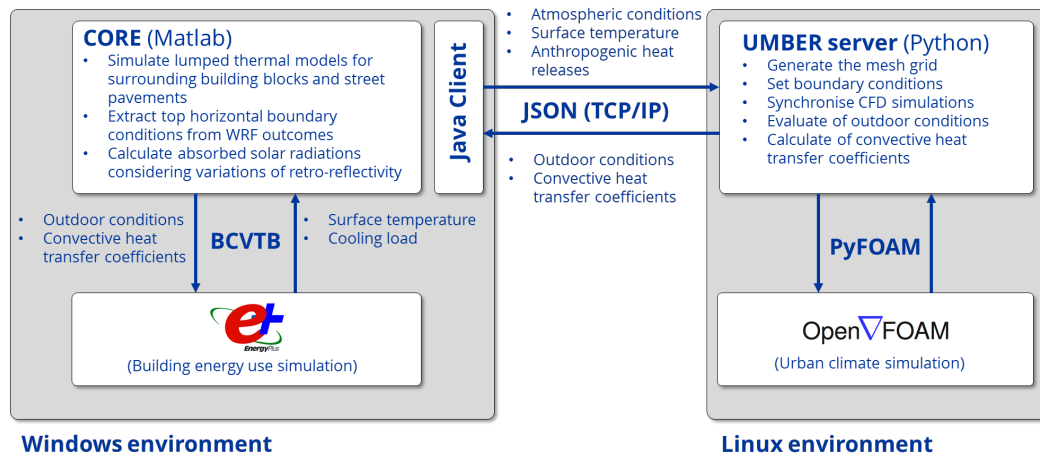 CORE (Matlab)
• Simulate lumped thermal models for
surrounding building blocks and street
pavements
• Extract top horizontal boundary
conditions from WRF outcomes
• Calculate absorbed solar radiations
considering variations of retro-reflectivity
Java Client
• Atmospheric conditions
• Surface temperature
• Anthropogenic heat
releases
JSON (TCP/IP)
• Outdoor conditions
• Convective heat
transfer coefficients
UMBER server (Python)
• Generate the mesh grid
• Set boundary conditions
• Synchronise CFD simulations
• Evaluate of outdoor conditions
• Calculate of convective heat
transfer coefficients
• Outdoor conditions
• Convective heat
transfer coefficients
BCVTB
• Surface temperature
• Cooling load
PyFOAM
e+
EnergyPlus
(Building energy use simulation)
Open▽FOAM
(Urban climate simulation)
Windows environment
Linux environment